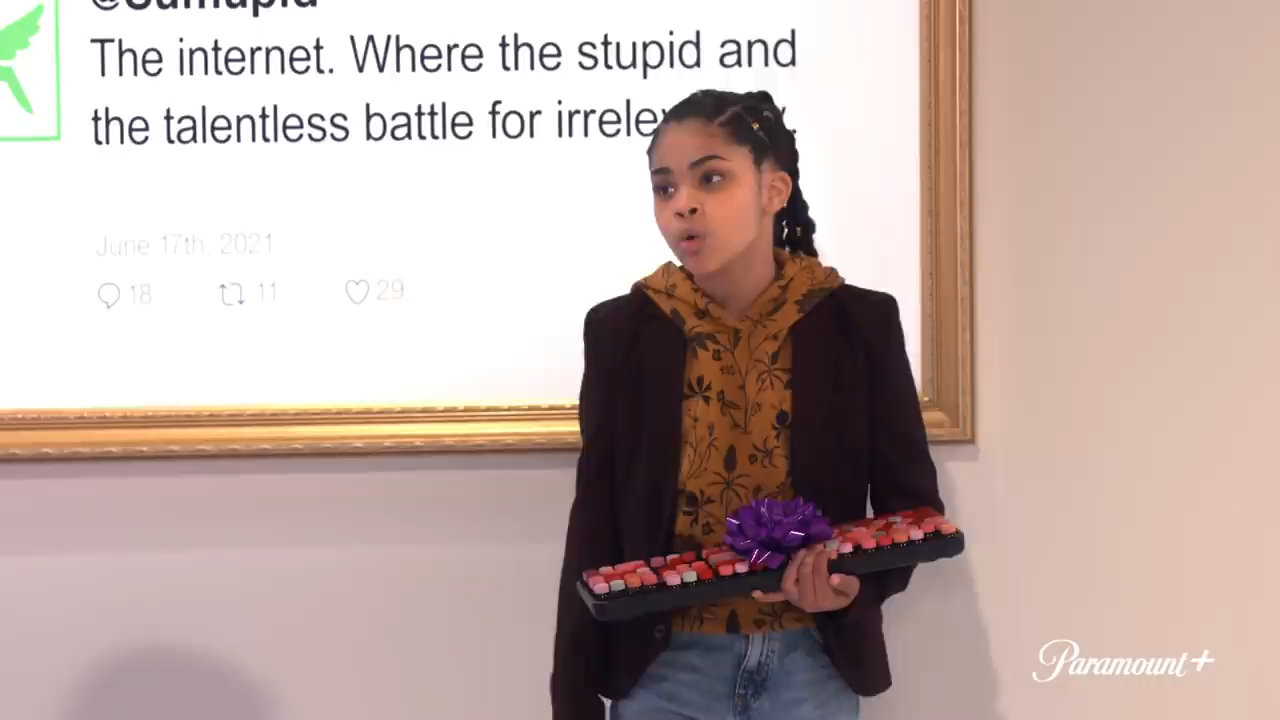 The internet. Where the stupid and
the talentless battle for
June 17th, 2021
18 11 29
Paramount+